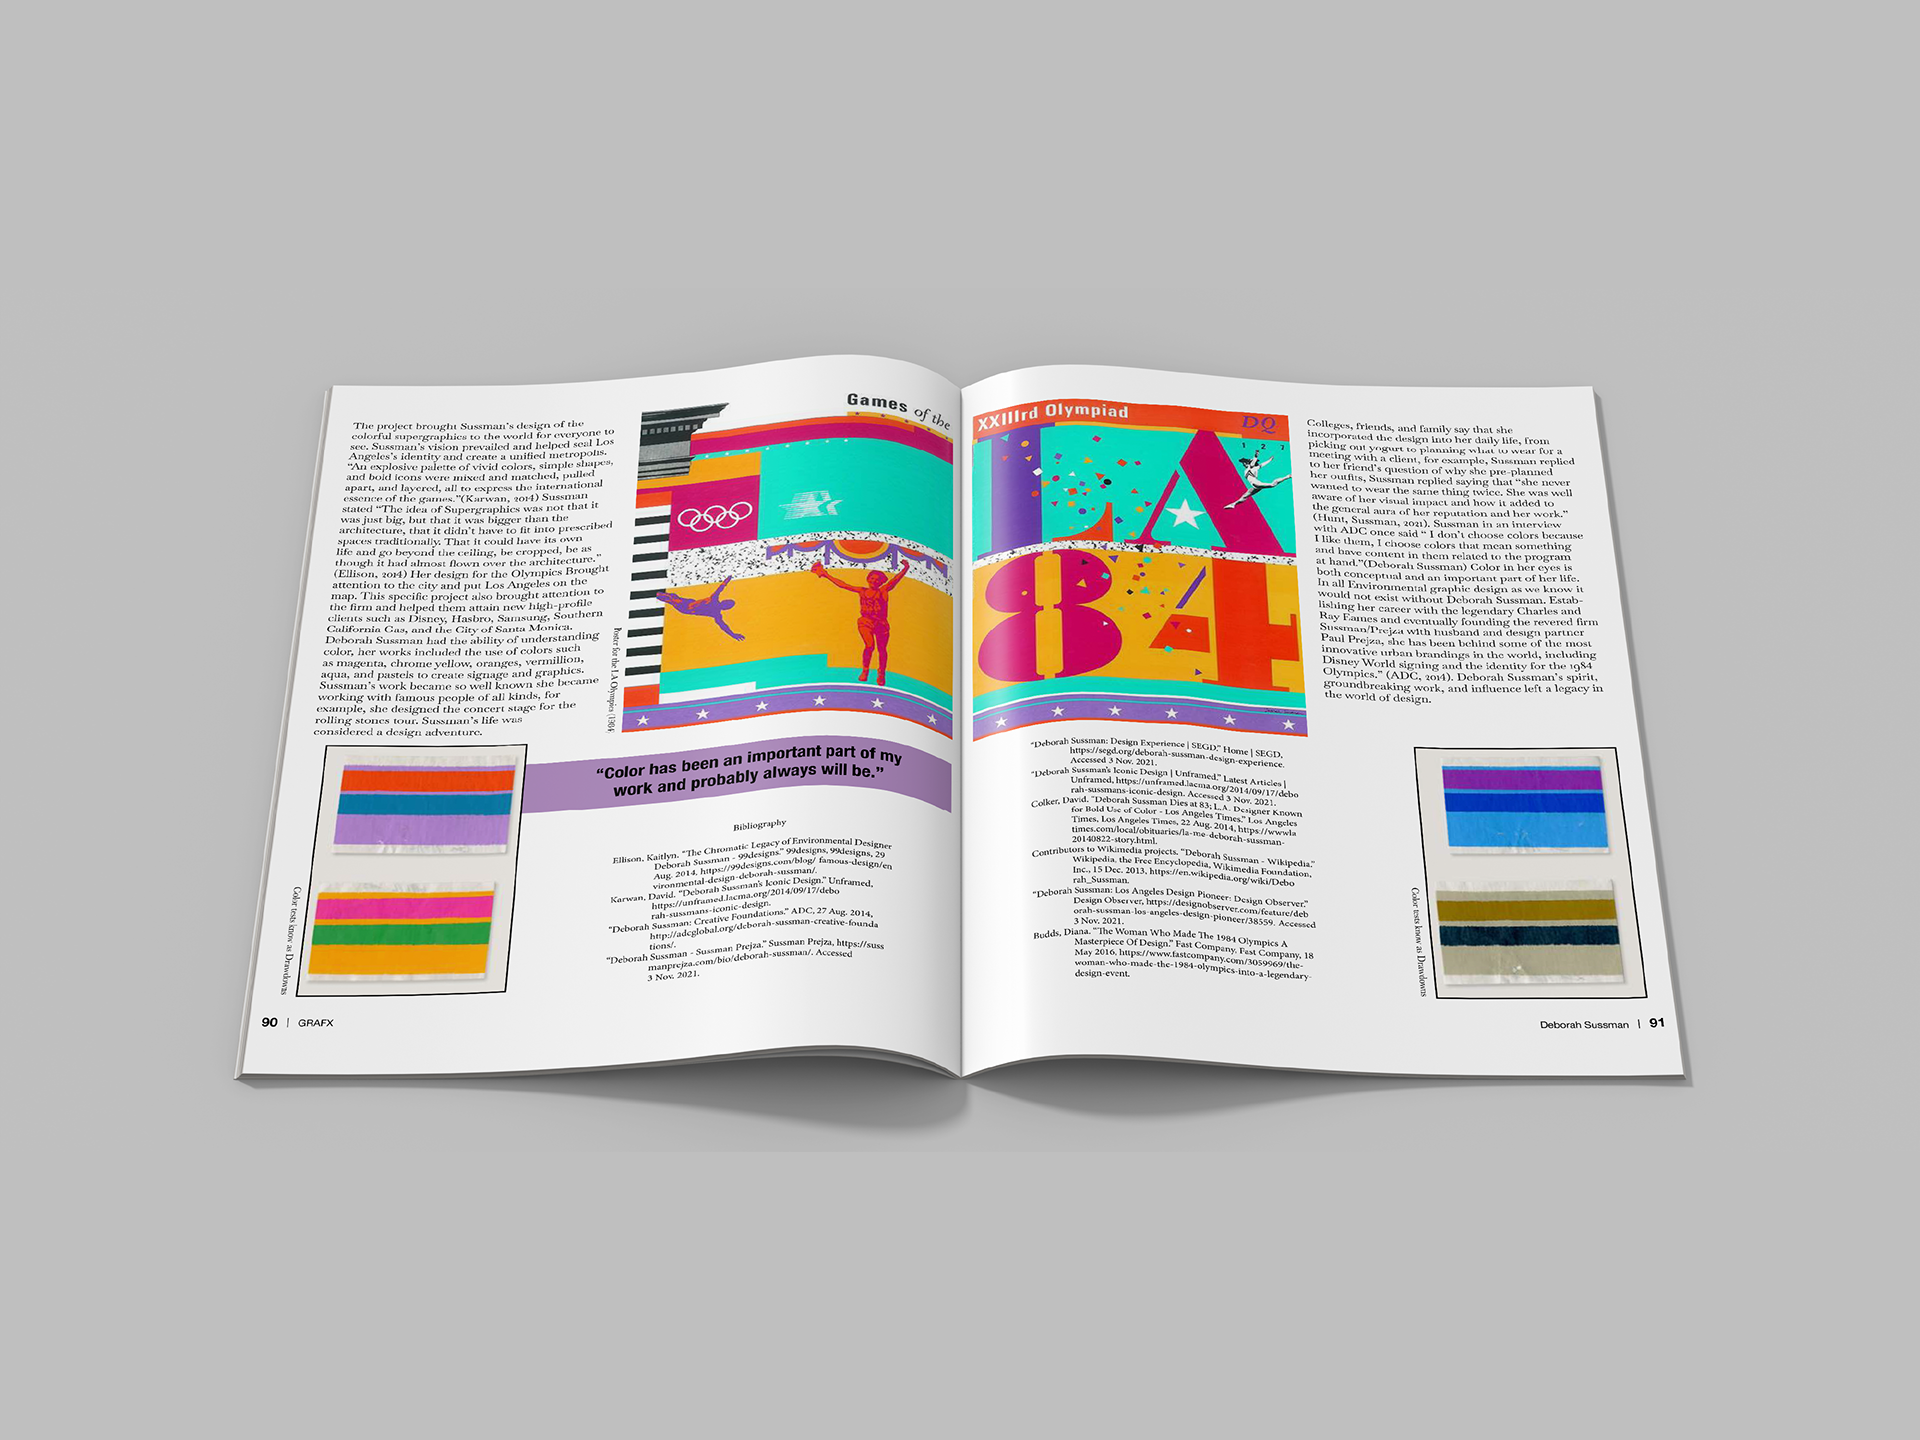 The project brought Sussman's design of the
colorful supergraphics to the world for everyone to
see. Sussman's vision prevailed and helped seal Los
Angeles's identity and create a unified metropolis.
"An explosive palette of vivid colors, simple shapes,
and bold icons were mixed and matched, pulled
apart, and layered, all to express the international
essence of the games."(Karwan, 2014) Sussman
stated "The idea of Supergraphics was not that it
was just big, but that it was bigger than the
architecture, that it didn't have to fit into prescribed
spaces traditionally. That it could have its own
life and go beyond the ceiling, be cropped, be as
though it had almost flown over the architecture."
(Ellison, 2014) Her design for the Olympics Brought
attention to the city and put Los Angeles on the
map. This specific project also brought attention to
the firm and helped them attain new high-profile
clients such as Disney, Hasbro, Samsung, Southern
California Gas, and the City of Santa Monica.
Deborah Sussman had the ability of understanding
color, her works included the use of colors such
as magenta, chrome yellow, oranges, vermillion,
aqua, and pastels to create signage and graphics.
Sussman's work became so well known she became
working with famous people of all kinds, for
example, she designed the concert stage for the
rolling stones tour. Sussman's life was
considered a design adventure.
Poster for the LA Olympics (1984)
Games of the
XXIIIrd Olympiad
DQ
127
LA
84
"Color has been an important part of my
work and probably always will be."
Color tests know as Drawdowns
Bibliography
Ellison, Kaitlyn. "The Chromatic Legacy of Environmental Designer
Deborah Sussman - 99designs." 99designs, 99designs, 29
Aug. 2014, https://99designs.com/blog/ famous-design/en
vironmental-design-deborah-sussman/.
Karwan, David. "Deborah Sussman's Iconic Design." Unframed,
https://unframed.lacma.org/2014/09/17/debo
rah-sussmans-iconic-design.
"Deborah Sussman: Creative Foundations." ADC, 27 Aug. 2014,
http://adcglobal.org/deborah-sussman-creative-founda
tions/.
"Deborah Sussman - Sussman Prejza." Sussman Prejza, https://suss
manprejza.com/bio/deborah-sussman/. Accessed
3 Nov. 2021.
90 | GRAFX
"Deborah Sussman: Design Experience | SEGD." Home | SEGD,
https://segd.org/deborah-sussman-design-experience.
Accessed 3 Nov. 2021.
"Deborah Sussman's Iconic Design | Unframed." Latest Articles |
Unframed, https://unframed.lacma.org/2014/09/17/debo
rah-sussmans-iconic-design. Accessed 3 Nov. 2021.
Colker, David. "Deborah Sussman Dies at 83; L.A. Designer Known
for Bold Use of Color - Los Angeles Times." Los Angeles
Times, Los Angeles Times, 22 Aug. 2014, https://wwwla
times.com/local/obituaries/la-me-deborah-sussman-
20140822-story.html.
Contributors to Wikimedia projects. "Deborah Sussman - Wikipedia."
Wikipedia, the Free Encyclopedia, Wikimedia Foundation,
Inc., 15 Dec. 2013, https://en.wikipedia.org/wiki/Debo
rah_Sussman.
"Deborah Sussman: Los Angeles Design Pioneer: Design Observer."
Design Observer, https://designobserver.com/feature/deb
orah-sussman-los-angeles-design-pioneer/38559. Accessed
3 Nov. 2021.
Budds, Diana. "The Woman Who Made The 1984 Olympics A
Masterpiece Of Design." Fast Company, Fast Company, 18
May 2016, https://www.fastcompany.com/3059969/the-
woman-who-made-the-1984-olympics-into-a-legendary-
design-event.
Colleges, friends, and family say that she
incorporated the design into her daily life, from
picking out yogurt to planning what to wear for a
meeting with a client, for example, Sussman replied
to her friend's question of why she pre-planned
her outfits, Sussman replied saying that "she never
wanted to wear the same thing twice. She was well
aware of her visual impact and how it added to
the general aura of her reputation and her work."
(Hunt, Sussman, 2021). Sussman in an interview
with ADC once said " I don't choose colors because
I like them, I choose colors that mean something
and have content in them related to the program
at hand."(Deborah Sussman) Color in her eyes is
both conceptual and an important part of her life.
In all Environmental graphic design as we know it
would not exist without Deborah Sussman. Estab-
lishing her career with the legendary Charles and
Ray Eames and eventually founding the revered firm
Sussman/Prejza with husband and design partner
Paul Prejza, she has been behind some of the most
innovative urban brandings in the world, including
Disney World signing and the identity for the 1984
Olympics." (ADC, 2014). Deborah Sussman's spirit,
groundbreaking work, and influence left a legacy in
the world of design.
Color tests know as Drawdowns
Deborah Sussman | 91